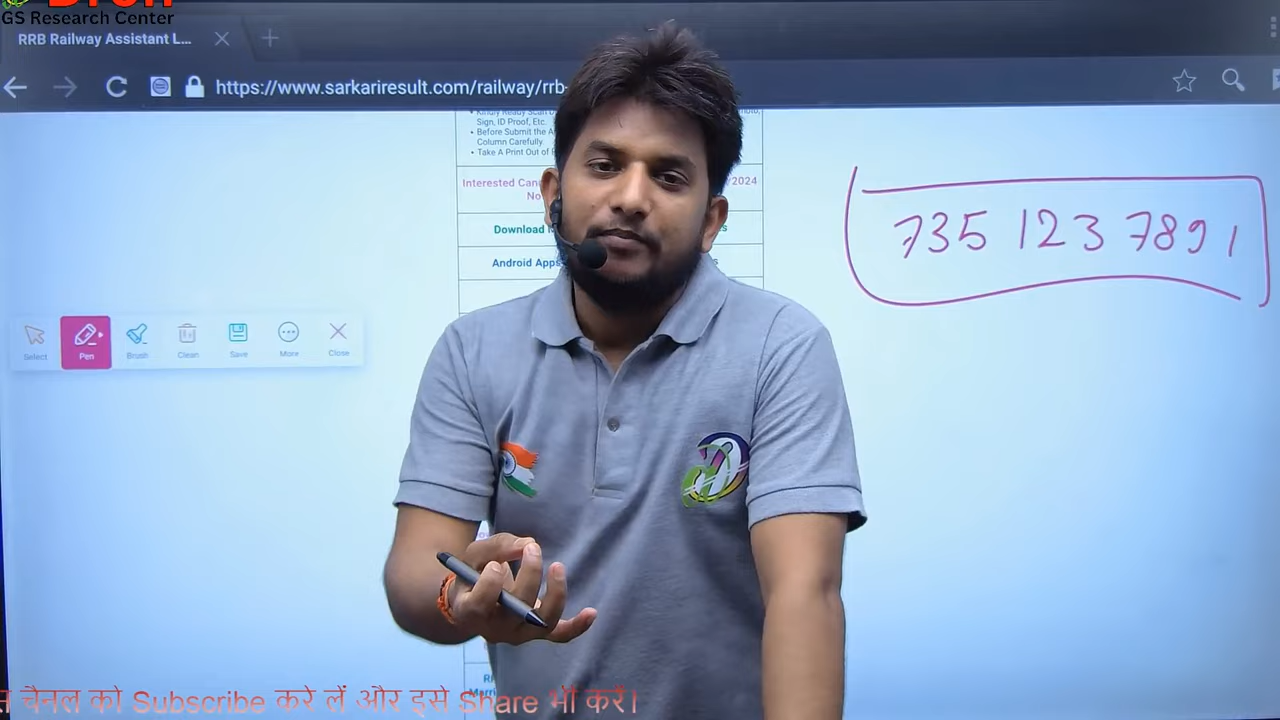 GS Research Center
RRB Railway Assistant L...
https://www.sarkariresult.com/railway/rrb-
Sign, ID Proof, Etc.
Before Submit the
Column Carefully.
Take A Print Out of
Interested
2024
No
Download
Android Apps
735 123 7891
Select
Pen
Brush
Clean
Save
More
Close
चैनल को Subscribe करे लें और इसे Share भी करें।